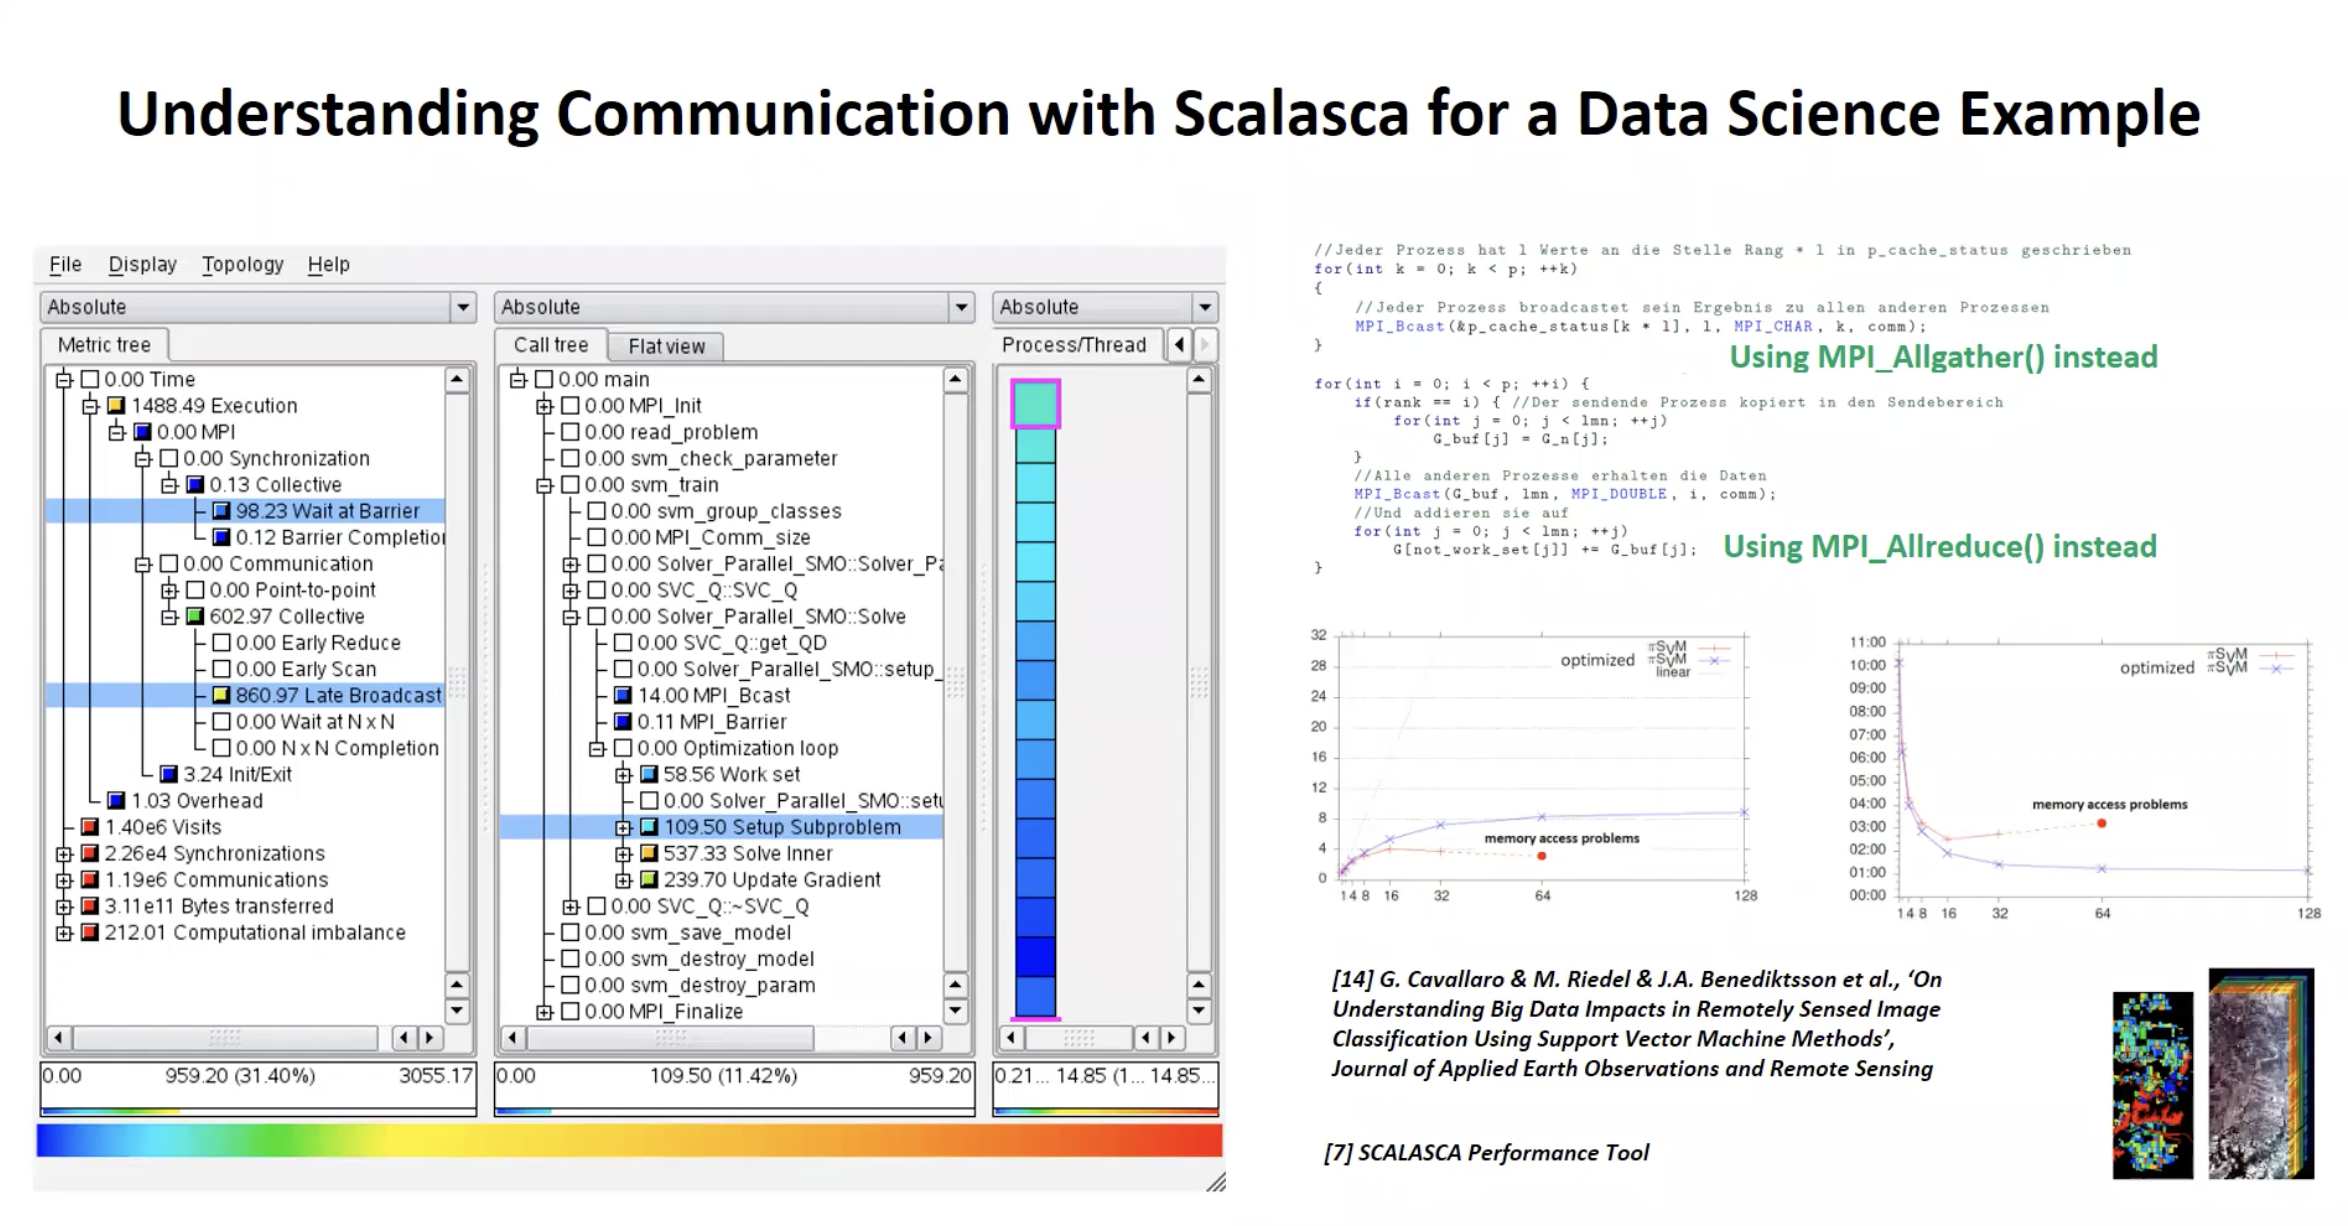 Understanding Communication with Scalasca for a Data Science Example
File Display Topology Help
Absolute
Metric tree
0.00 Time
1488.49 Execution
0.00 MPI
0.00 Synchronization
0.13 Collective
98.23 Wait at Barrier
0.12 Barrier Completion
0.00 Communication
0.00 Point-to-point
602.97 Collective
0.00 Early Reduce
0.00 Early Scan
860.97 Late Broadcast
0.00 Wait at N x N
0.00 N x N Completion
3.24 Init/Exit
1.03 Overhead
1.40e6 Visits
2.26e4 Synchronizations
1.19e6 Communications
3.11e11 Bytes transferred
212.01 Computational imbalance
0.00 959.20 (31.40%) 3055.17
Absolute
Call tree Flat view
0.00 main
0.00 MPI_Init
0.00 read_problem
0.00 svm_check_parameter
0.00 svm_train
0.00 svm_group_classes
0.00 MPI_Comm_size
0.00 Solver_Parallel_SMO::Solver_Pa
0.00 SVC_Q::SVC_Q
0.00 Solver_Parallel_SMO::Solve
0.00 SVC_Q::get_QD
0.00 Solver_Parallel_SMO::setup_
14.00 MPI_Bcast
0.11 MPI_Barrier
0.00 Optimization loop
58.56 Work set
0.00 Solver_Parallel_SMO::setu
109.50 Setup Subproblem
537.33 Solve Inner
239.70 Update Gradient
0.00 SVC_Q::~SVC_Q
0.00 svm_save_model
0.00 svm_destroy_model
0.00 svm_destroy_param
0.00 MPI_Finalize
0.00 109.50 (11.42%) 959.20
Absolute
Process/Thread
0.21... 14.85 (1... 14.85...
//Jeder Prozess hat l Werte an die Stelle Rang * l in p_cache_status geschrieben
for(int k = 0; k < p; ++k)
{
//Jeder Prozess broadcastet sein Ergebnis zu allen anderen Prozessen
MPI_Bcast(&p_cache_status[k * l], l, MPI_CHAR, k, comm);
}
Using MPI_Allgather() instead
for(int i = 0; i < p; ++i) {
if(rank == i) { //Der sendende Prozess kopiert in den Sendebereich
for(int j = 0; j < lmn; ++j)
G_buf[j] = G_n[j];
}
//Alle anderen Prozesse erhalten die Daten
MPI_Bcast(G_buf, lmn, MPI_DOUBLE, i, comm);
//Und addieren sie auf
for(int j = 0; j < lmn; ++j)
G[not_work_set[j]] += G_buf[j];
}
Using MPI_Allreduce() instead
32
28
24
20
16
12
8
4
0
πSVM
optimized πSVM
linear
memory access problems
1 4 8 16 32 64 128
11:00
10:00
09:00
08:00
07:00
06:00
05:00
04:00
03:00
02:00
01:00
00:00
πSVM
optimized πSVM
memory access problems
1 4 8 16 32 64 128
[14] G. Cavallaro & M. Riedel & J.A. Benediktsson et al., ‘On
Understanding Big Data Impacts in Remotely Sensed Image
Classification Using Support Vector Machine Methods’,
Journal of Applied Earth Observations and Remote Sensing
[7] SCALASCA Performance Tool